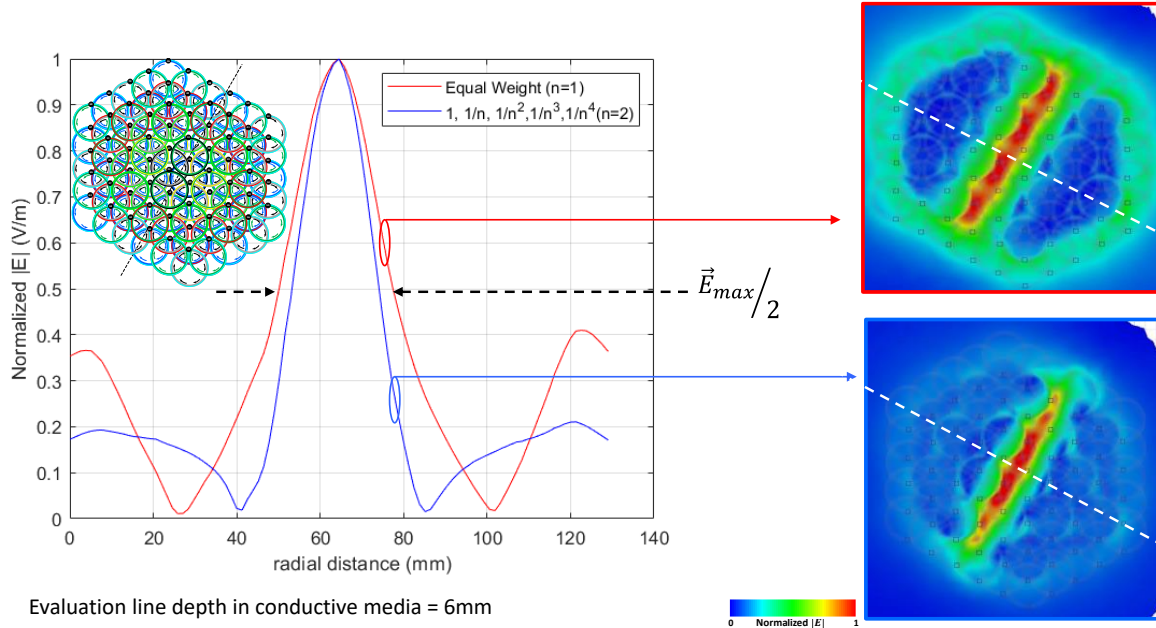 Normalized |E| (V/m)
1
0.9
0.8
0.7
0.6
0.5
0.4
0.3
0.2
0.1
0
0 20 40 60 80 100 120 140
radial distance (mm)
Equal Weight (n=1)
1, 1/n, 1/n²,1/n³,1/n⁴(n=2)
E⃗max/2
Evaluation line depth in conductive media = 6mm
0 Normalized |E| 1